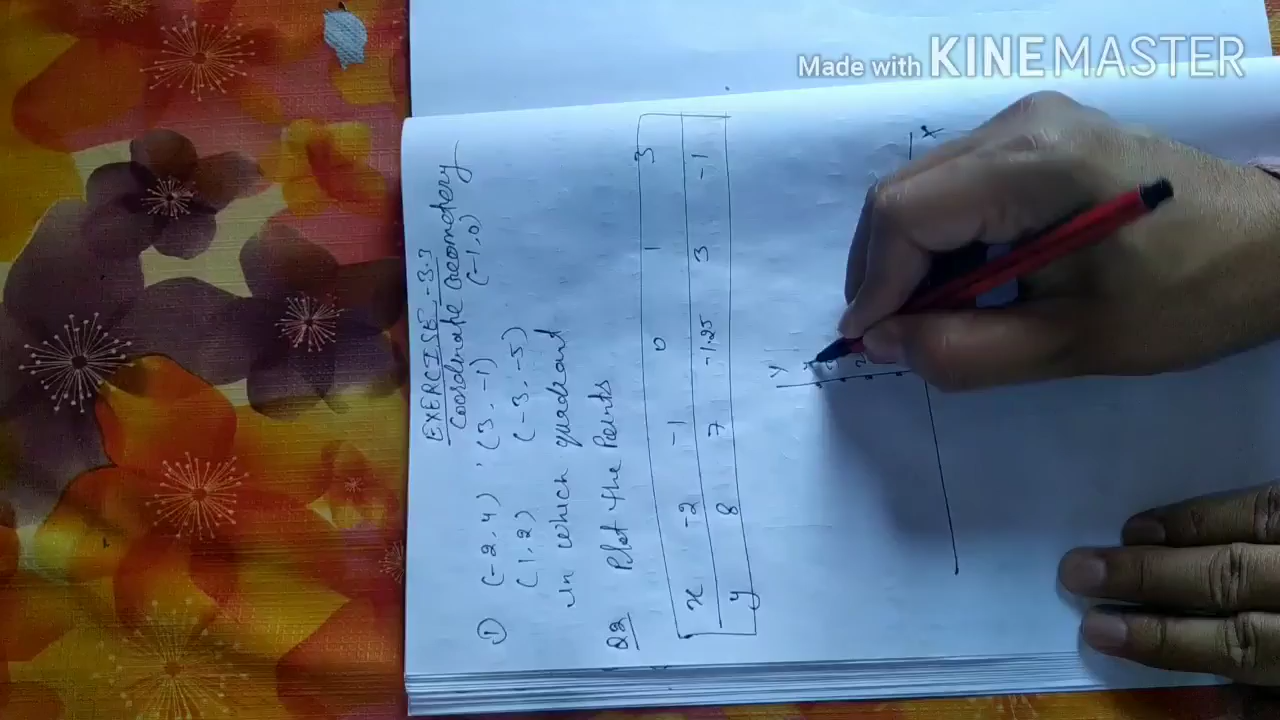 Made with KINEMASTER
EXERCISE - 3.3
Coordinate Geometry
1) (-2, 4), (3, -1) (-1, 0)
(1, 2) (-3, -5)
in which quadrant
Q2 Plot the Points
x -2 -1 0 1 3
y 8 7 -1.25 3 -1
Y
2
X